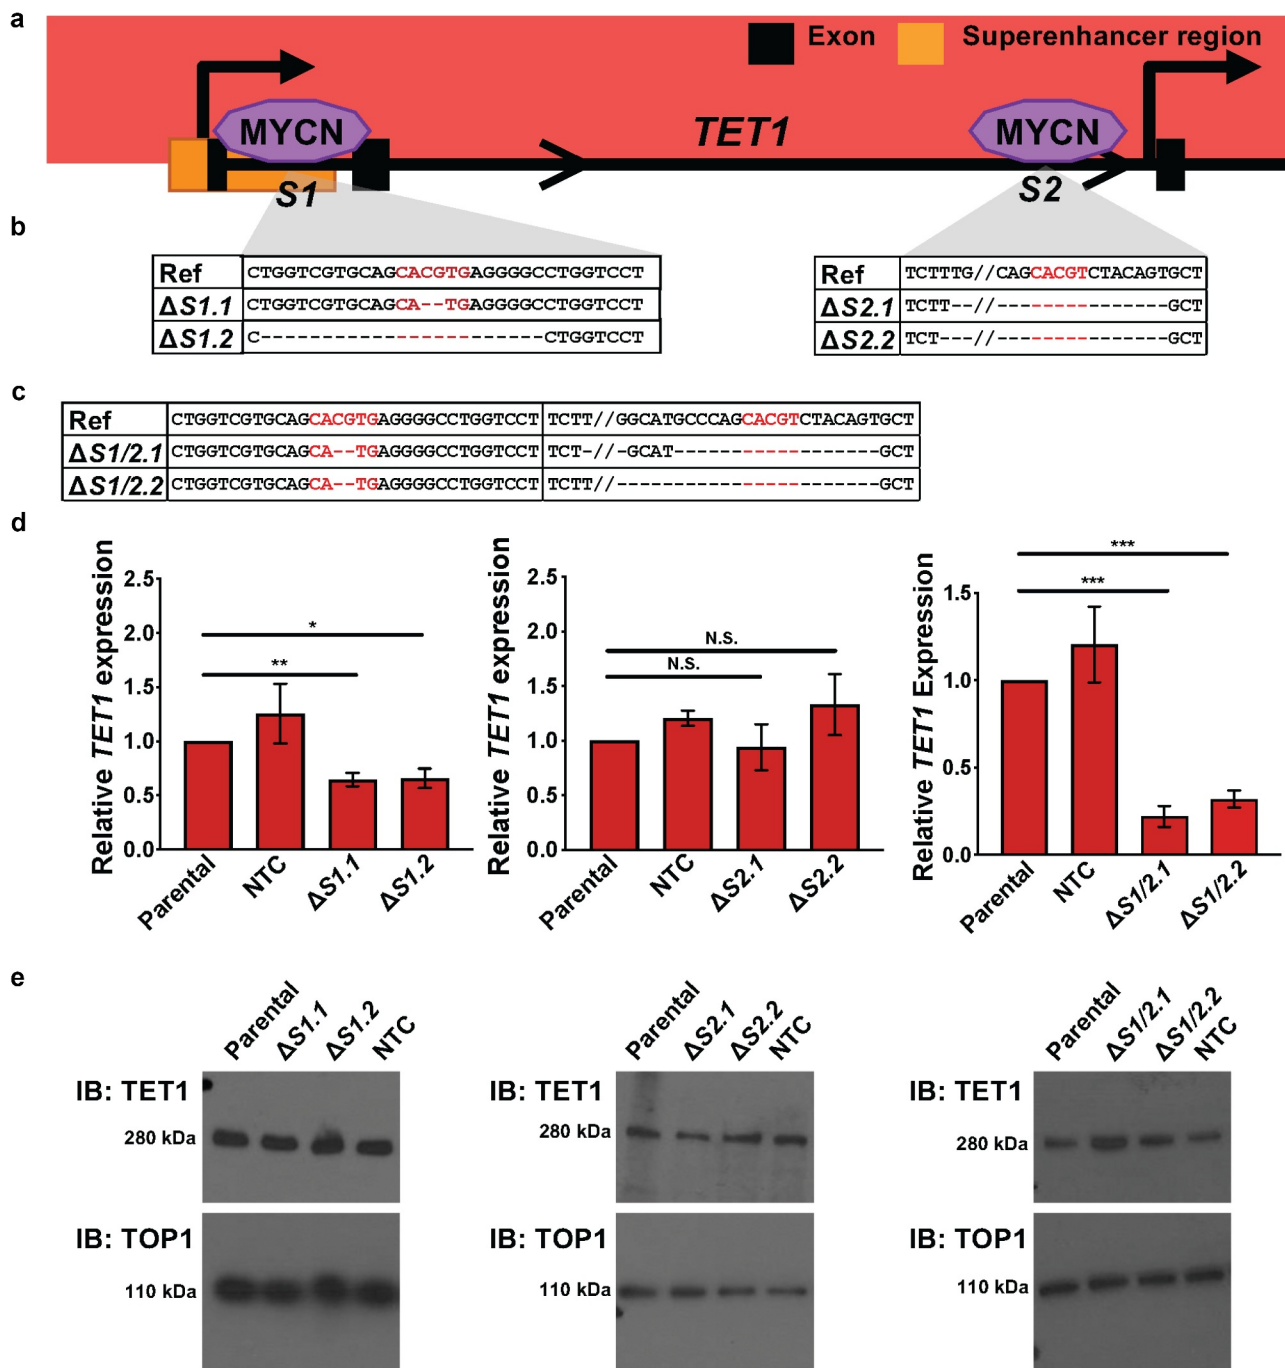 a
Exon Superenhancer region
MYCN TET1 MYCN
S1 S2
b
Ref CTGGTCGTGCAGCACGTGAGGGGCCTGGTCCT
ΔS1.1 CTGGTCGTGCAGCA--TGAGGGGCCTGGTCCT
ΔS1.2 C-----------------------CTGGTCCT
Ref TCTTTG//CAGCACGTCTACAGTGCT
ΔS2.1 TCTT--//-----------------GCT
ΔS2.2 TCT---//-----------------GCT
c
Ref CTGGTCGTGCAGCACGTGAGGGGCCTGGTCCT TCTT//GGCATGCCCAGCACGTCTACAGTGCT
ΔS1/2.1 CTGGTCGTGCAGCA--TGAGGGGCCTGGTCCT TCT-//-GCAT------------------GCT
ΔS1/2.2 CTGGTCGTGCAGCA--TGAGGGGCCTGGTCCT TCTT//-----------------------GCT
d
Relative TET1 expression
2.5
2.0
1.5
1.0
0.5
0.0
*
**
Parental NTC ΔS1.1 ΔS1.2
Relative TET1 expression
2.5
2.0
1.5
1.0
0.5
0.0
N.S.
N.S.
Parental NTC ΔS2.1 ΔS2.2
Relative TET1 Expression
1.5
1.0
0.5
0.0
***
***
Parental NTC ΔS1/2.1 ΔS1/2.2
e
Parental ΔS1.1 ΔS1.2 NTC
IB: TET1
280 kDa
IB: TOP1
110 kDa
Parental ΔS2.1 ΔS2.2 NTC
IB: TET1
280 kDa
IB: TOP1
110 kDa
Parental ΔS1/2.1 ΔS1/2.2 NTC
IB: TET1
280 kDa
IB: TOP1
110 kDa